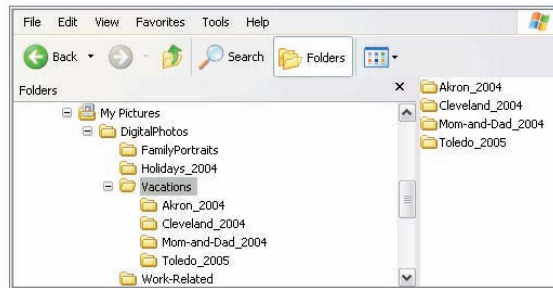 File Edit View Favorites Tools Help
Back Search Folders
Folders
My Pictures
DigitalPhotos
FamilyPortraits
Holidays_2004
Vacations
Akron_2004
Cleveland_2004
Mom-and-Dad_2004
Toledo_2005
Work-Related
Akron_2004
Cleveland_2004
Mom-and-Dad_2004
Toledo_2005